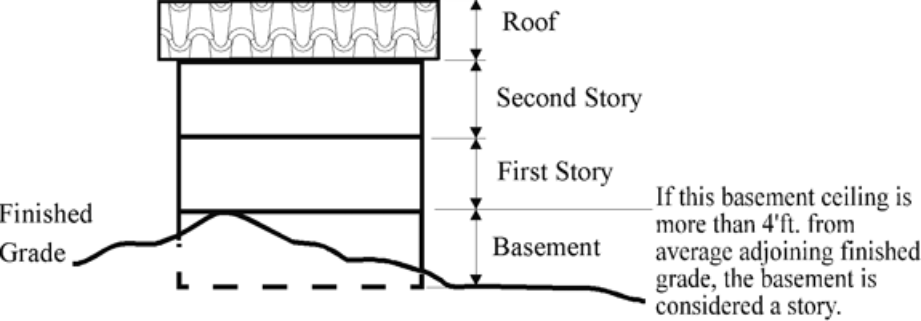 Roof
Second Story
First Story
Finished
Grade
Basement
If this basement ceiling is
more than 4'ft. from
average adjoining finished
grade, the basement is
considered a story.